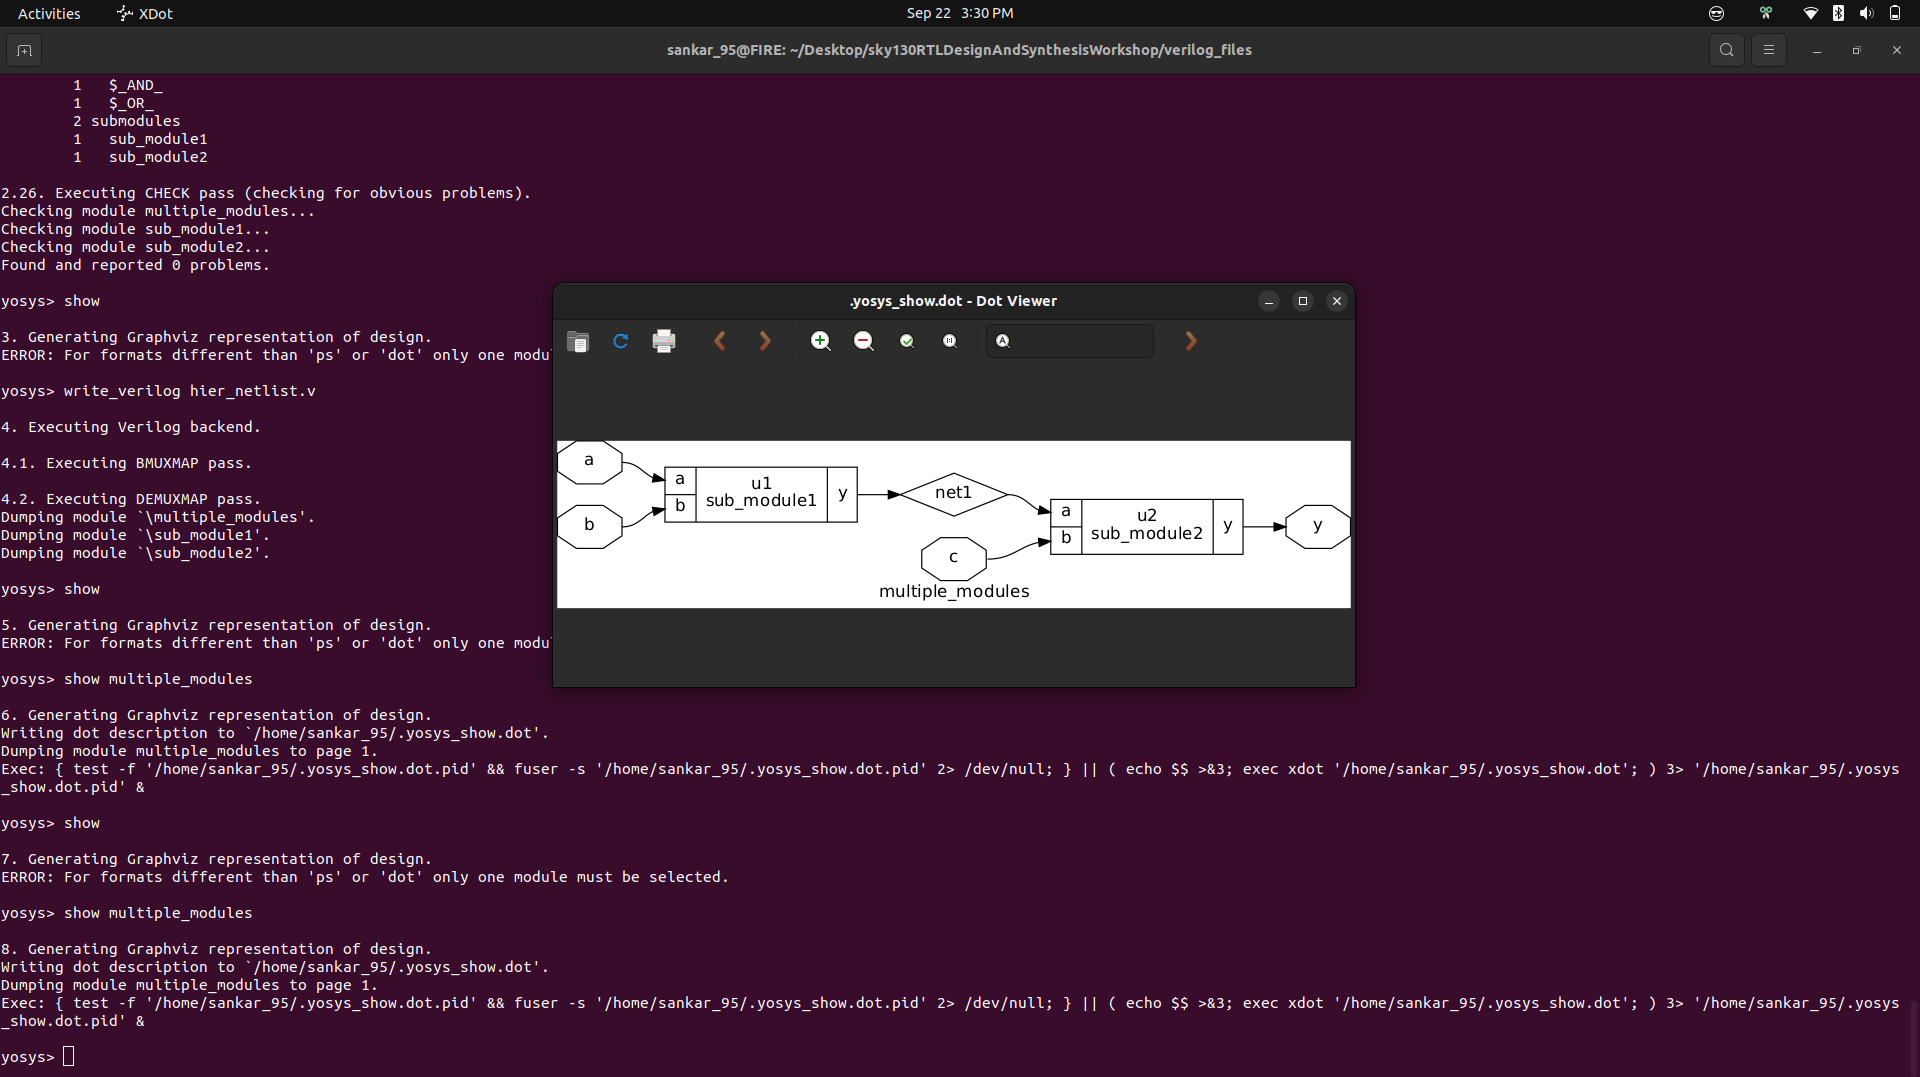 Activities XDot Sep 22 3:30 PM
sankar_95@FIRE: ~/Desktop/sky130RTLDesignAndSynthesisWorkshop/verilog_files
1 $_AND_
1 $_OR_
2 submodules
1 sub_module1
1 sub_module2
2.26. Executing CHECK pass (checking for obvious problems).
Checking module multiple_modules...
Checking module sub_module1...
Checking module sub_module2...
Found and reported 0 problems.
yosys> show
3. Generating Graphviz representation of design.
ERROR: For formats different than 'ps' or 'dot' only one modul
yosys> write_verilog hier_netlist.v
4. Executing Verilog backend.
4.1. Executing BMUXMAP pass.
4.2. Executing DEMUXMAP pass.
Dumping module `\multiple_modules'.
Dumping module `\sub_module1'.
Dumping module `\sub_module2'.
yosys> show
5. Generating Graphviz representation of design.
ERROR: For formats different than 'ps' or 'dot' only one modul
yosys> show multiple_modules
6. Generating Graphviz representation of design.
Writing dot description to `/home/sankar_95/.yosys_show.dot'.
Dumping module multiple_modules to page 1.
Exec: { test -f '/home/sankar_95/.yosys_show.dot.pid' && fuser -s '/home/sankar_95/.yosys_show.dot.pid' 2> /dev/null; } || ( echo $$ >&3; exec xdot '/home/sankar_95/.yosys_show.dot'; ) 3> '/home/sankar_95/.yosys
_show.dot.pid' &
yosys> show
7. Generating Graphviz representation of design.
ERROR: For formats different than 'ps' or 'dot' only one module must be selected.
yosys> show multiple_modules
8. Generating Graphviz representation of design.
Writing dot description to `/home/sankar_95/.yosys_show.dot'.
Dumping module multiple_modules to page 1.
Exec: { test -f '/home/sankar_95/.yosys_show.dot.pid' && fuser -s '/home/sankar_95/.yosys_show.dot.pid' 2> /dev/null; } || ( echo $$ >&3; exec xdot '/home/sankar_95/.yosys_show.dot'; ) 3> '/home/sankar_95/.yosys
_show.dot.pid' &
yosys>
.yosys_show.dot - Dot Viewer
a
b
a
b
u1
sub_module1
y
net1
c
a
b
u2
sub_module2
y
y
multiple_modules